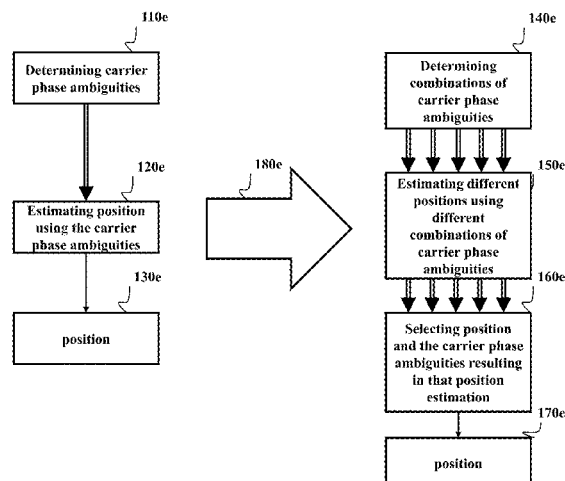 110e
Determining carrier
phase ambiguities
120e
Estimating position
using the carrier
phase ambiguities
130e
position
180e
140e
Determining
combinations of
carrier phase
ambiguities
150e
Estimating different
positions using
different
combinations of
carrier phase
ambiguities
160e
Selecting position
and the carrier phase
ambiguities resulting
in that position
estimation
170e
position